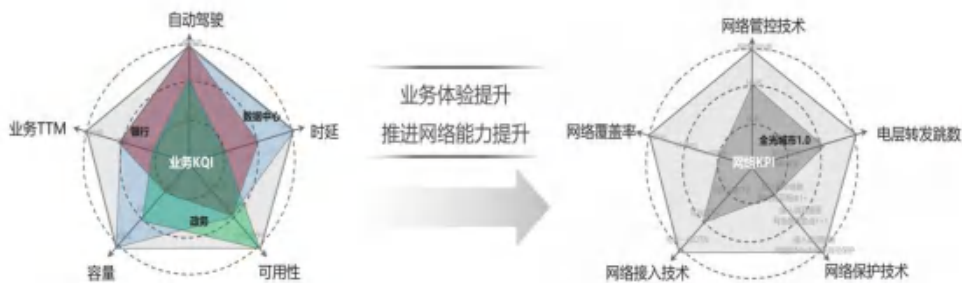 自动驾驶
业务TTM
银行
数据中心
时延
业务KQI
政务
容量
可用性
业务体验提升
推进网络能力提升
网络管控技术
网络覆盖率
全光城市1.0
电层转发跳数
网络KPI
网络接入技术
网络保护技术